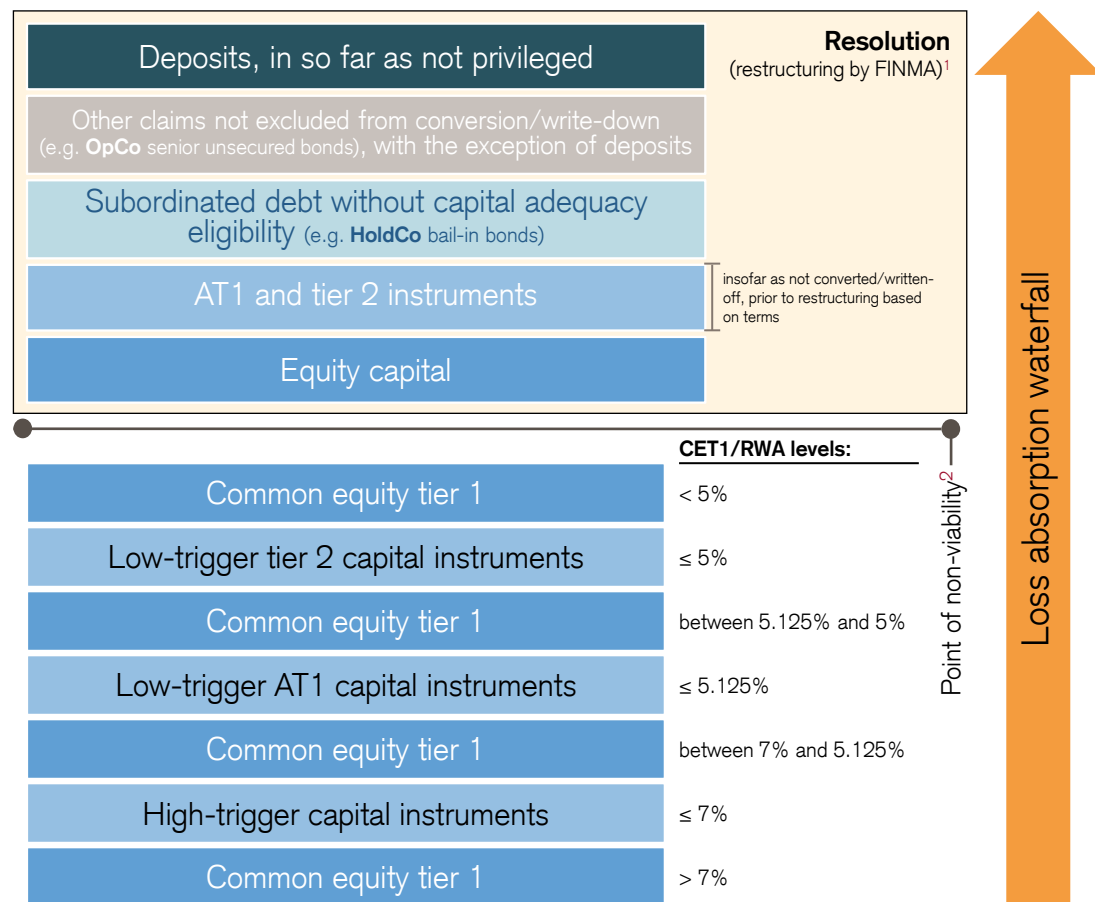 Deposits, in so far as not privileged
Resolution
(restructuring by FINMA)1
Other claims not excluded from conversion/write-down
(e.g. OpCo senior unsecured bonds), with the exception of deposits
Subordinated debt without capital adequacy
eligibility (e.g. HoldCo bail-in bonds)
AT1 and tier 2 instruments
insofar as not converted/written-
off, prior to restructuring based
on terms
Equity capital
CET1/RWA levels:
Common equity tier 1
< 5%
Low-trigger tier 2 capital instruments
≤ 5%
Common equity tier 1
between 5.125% and 5%
Low-trigger AT1 capital instruments
≤ 5.125%
Common equity tier 1
between 7% and 5.125%
High-trigger capital instruments
≤ 7%
Common equity tier 1
> 7%
Point of non-viability2
Loss absorption waterfall